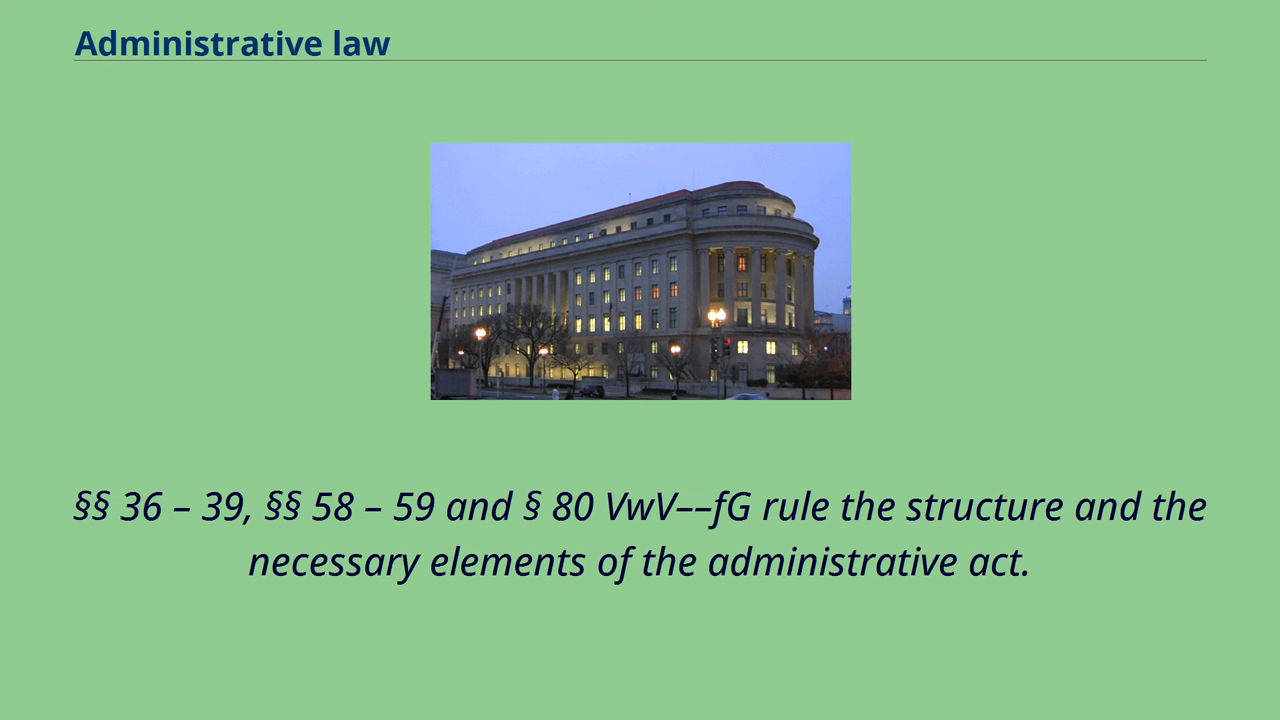 Administrative law
§§ 36 – 39, §§ 58 – 59 and § 80 VwV––fG rule the structure and the
necessary elements of the administrative act.